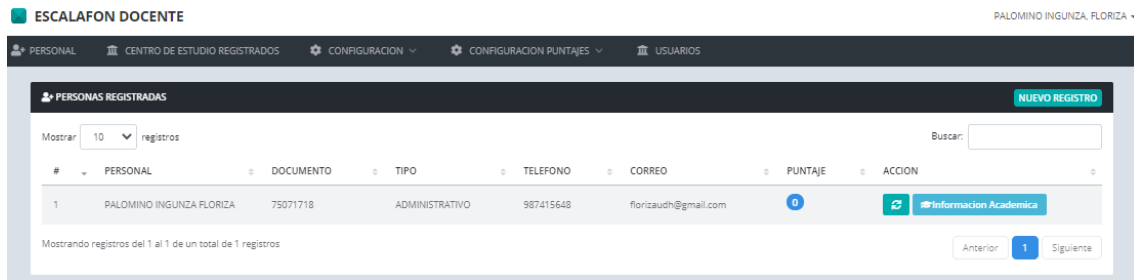 ESCALAFON DOCENTE PALOMINO INGUNZA, FLORIZA
PERSONAL CENTRO DE ESTUDIO REGISTRADOS CONFIGURACION CONFIGURACION PUNTAJES USUARIOS
PERSONAS REGISTRADAS NUEVO REGISTRO
Mostrar 10 registros Buscar:
# PERSONAL DOCUMENTO TIPO TELEFONO CORREO PUNTAJE ACCION
1 PALOMINO INGUNZA FLORIZA 75071718 ADMINISTRATIVO 987415648 florizaudh@gmail.com 0 Informacion Academica
Mostrando registros del 1 al 1 de un total de 1 registros Anterior 1 Siguiente